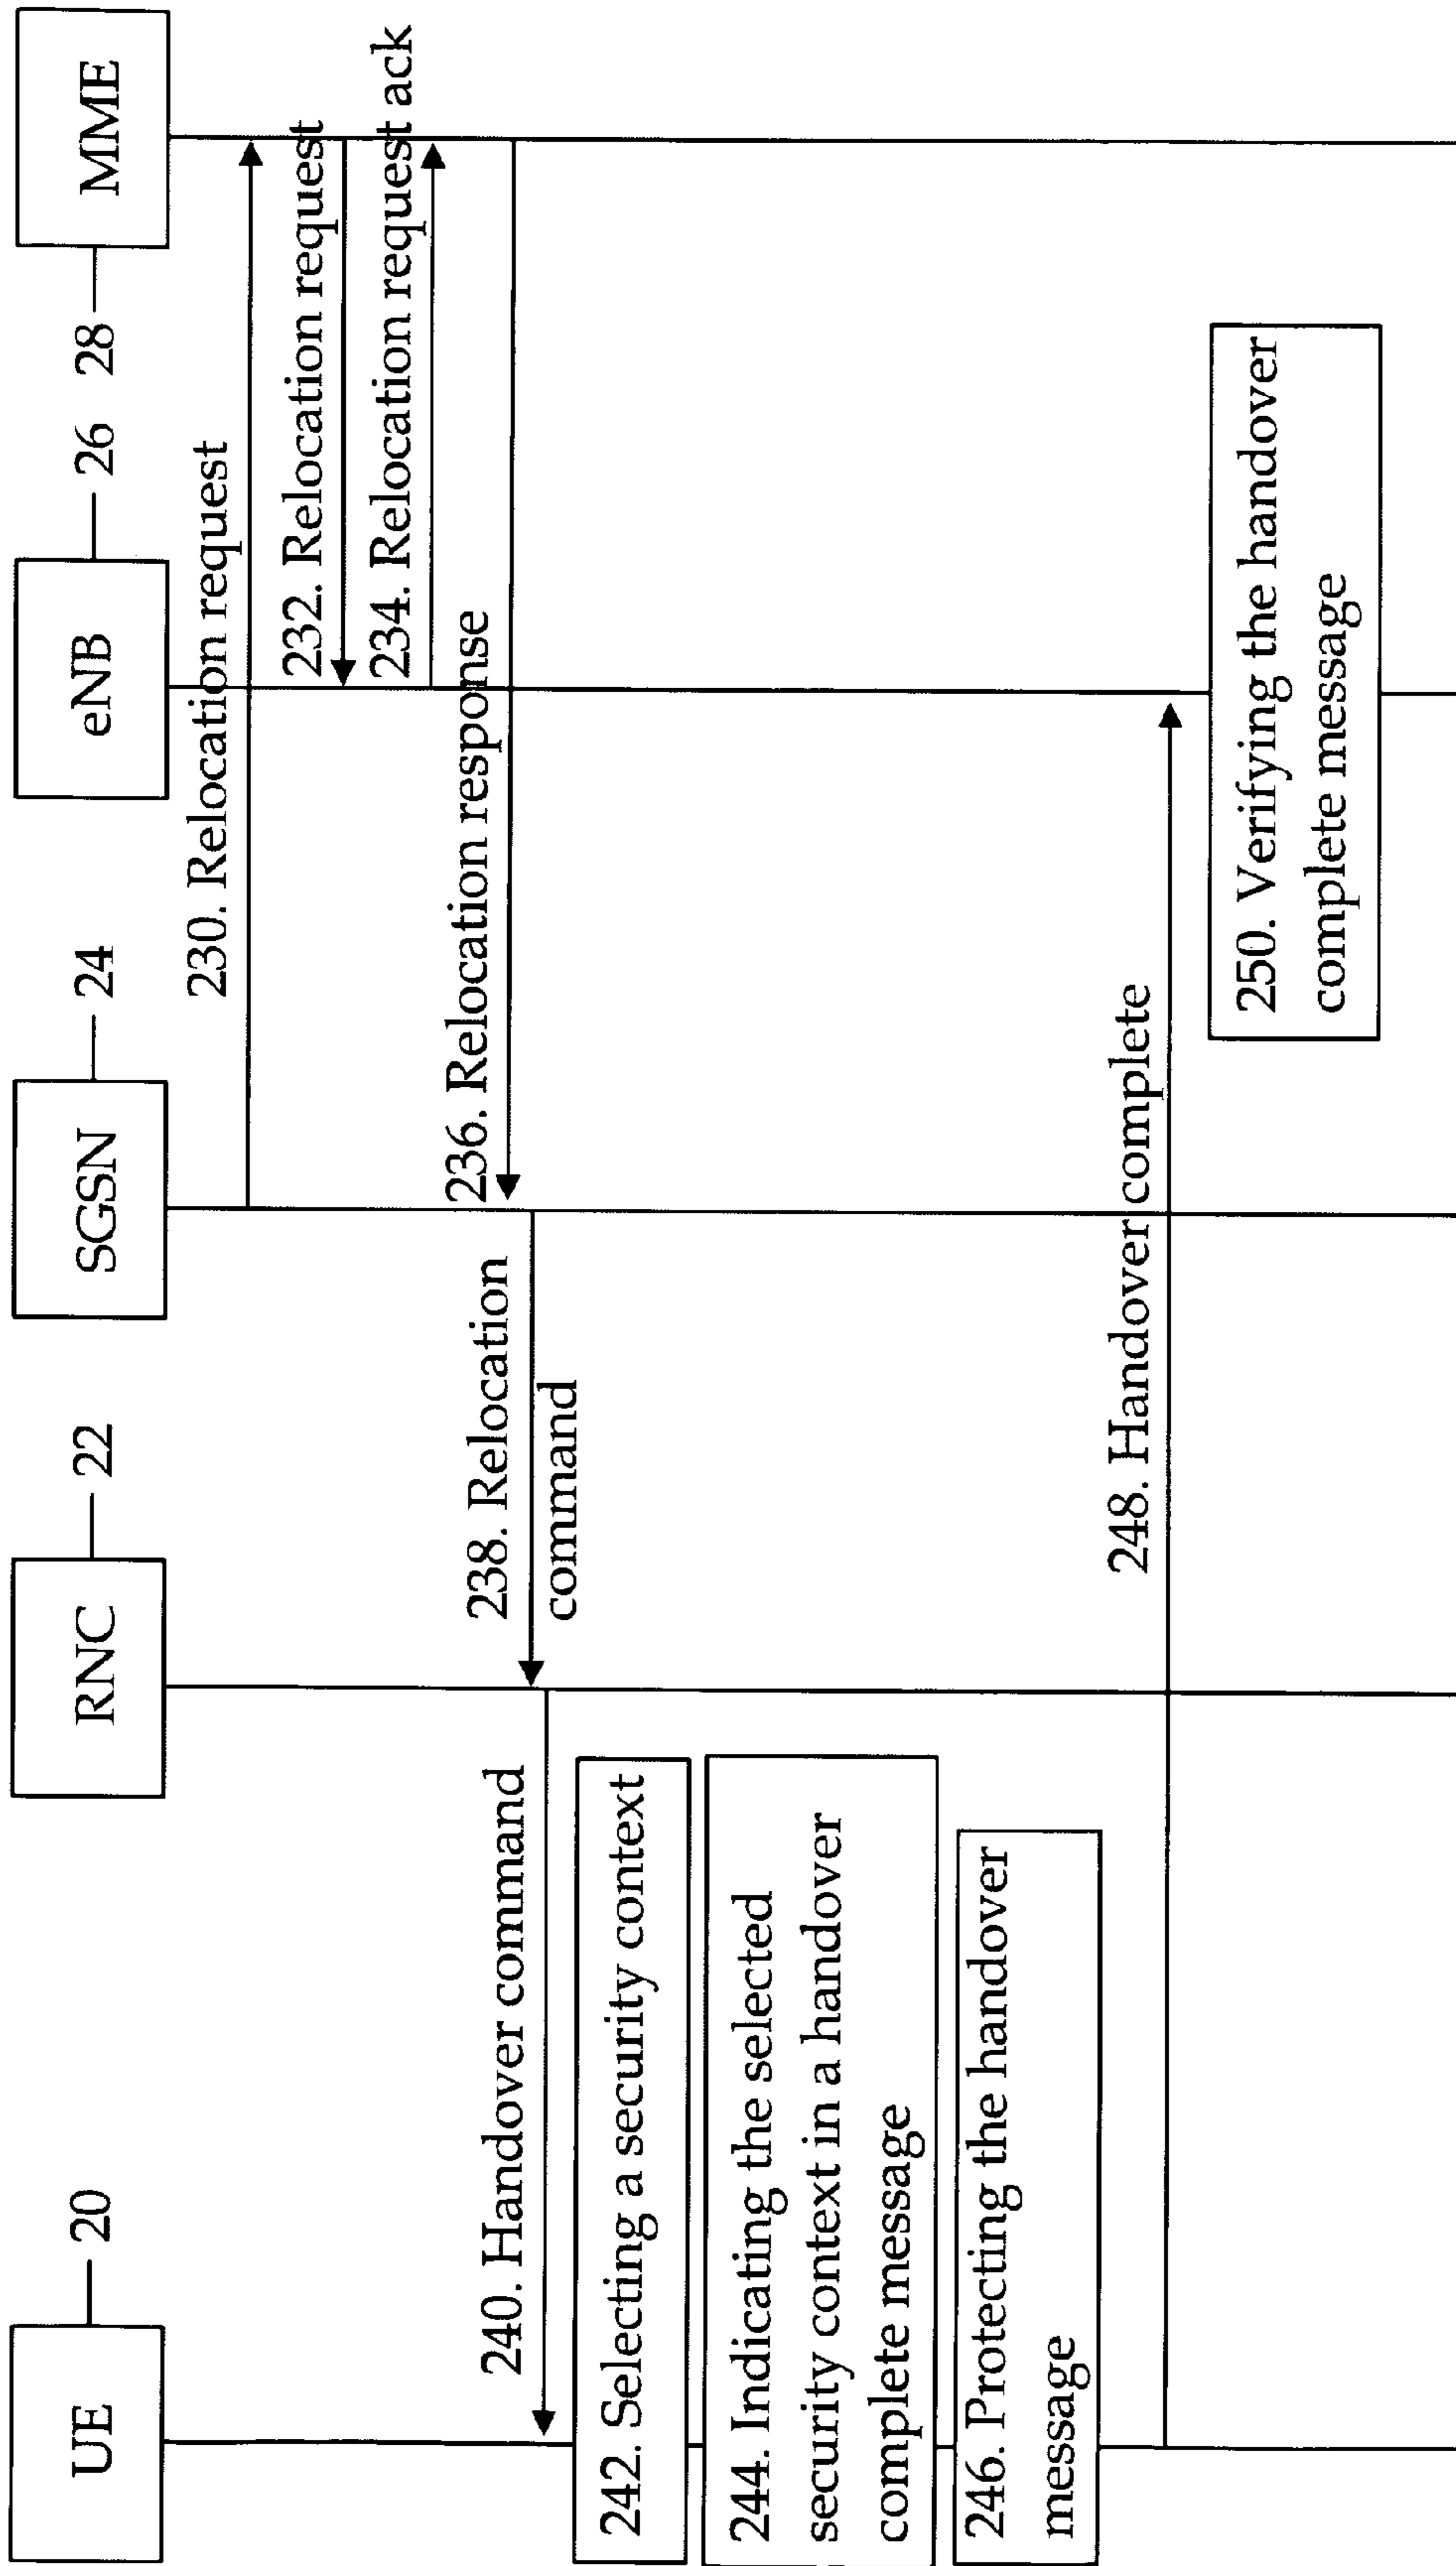 UE
20
RNC
22
SGSN
24
eNB
26
MME
28
230. Relocation request
232. Relocation request
234. Relocation request ack
236. Relocation response
238. Relocation
command
240. Handover command
242. Selecting a security context
244. Indicating the selected
security context in a handover
complete message
246. Protecting the handover
message
248. Handover complete
250. Verifying the handover
complete message